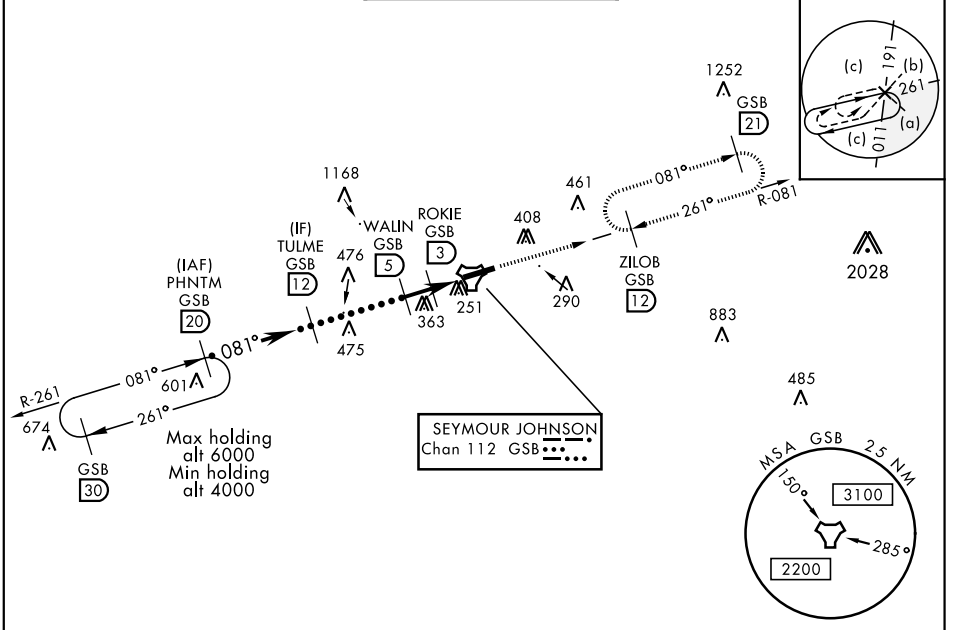 (c)
191
(b)
261
(a)
(c)
011
1252
GSB
21
081°
261°
R-081
461
1168
408
ROKIE
GSB
3
WALIN
GSB
5
(IF)
TULME
GSB
12
476
ZILOB
GSB
12
290
2028
(IAF)
PHNTM
GSB
20
251
363
475
081°
883
R-261
081°
601
261°
674
485
GSB
30
Max holding
alt 6000
Min holding
alt 4000
SEYMOUR JOHNSON
Chan 112 GSB
MSA GSB 25 NM
150°
3100
285°
2200